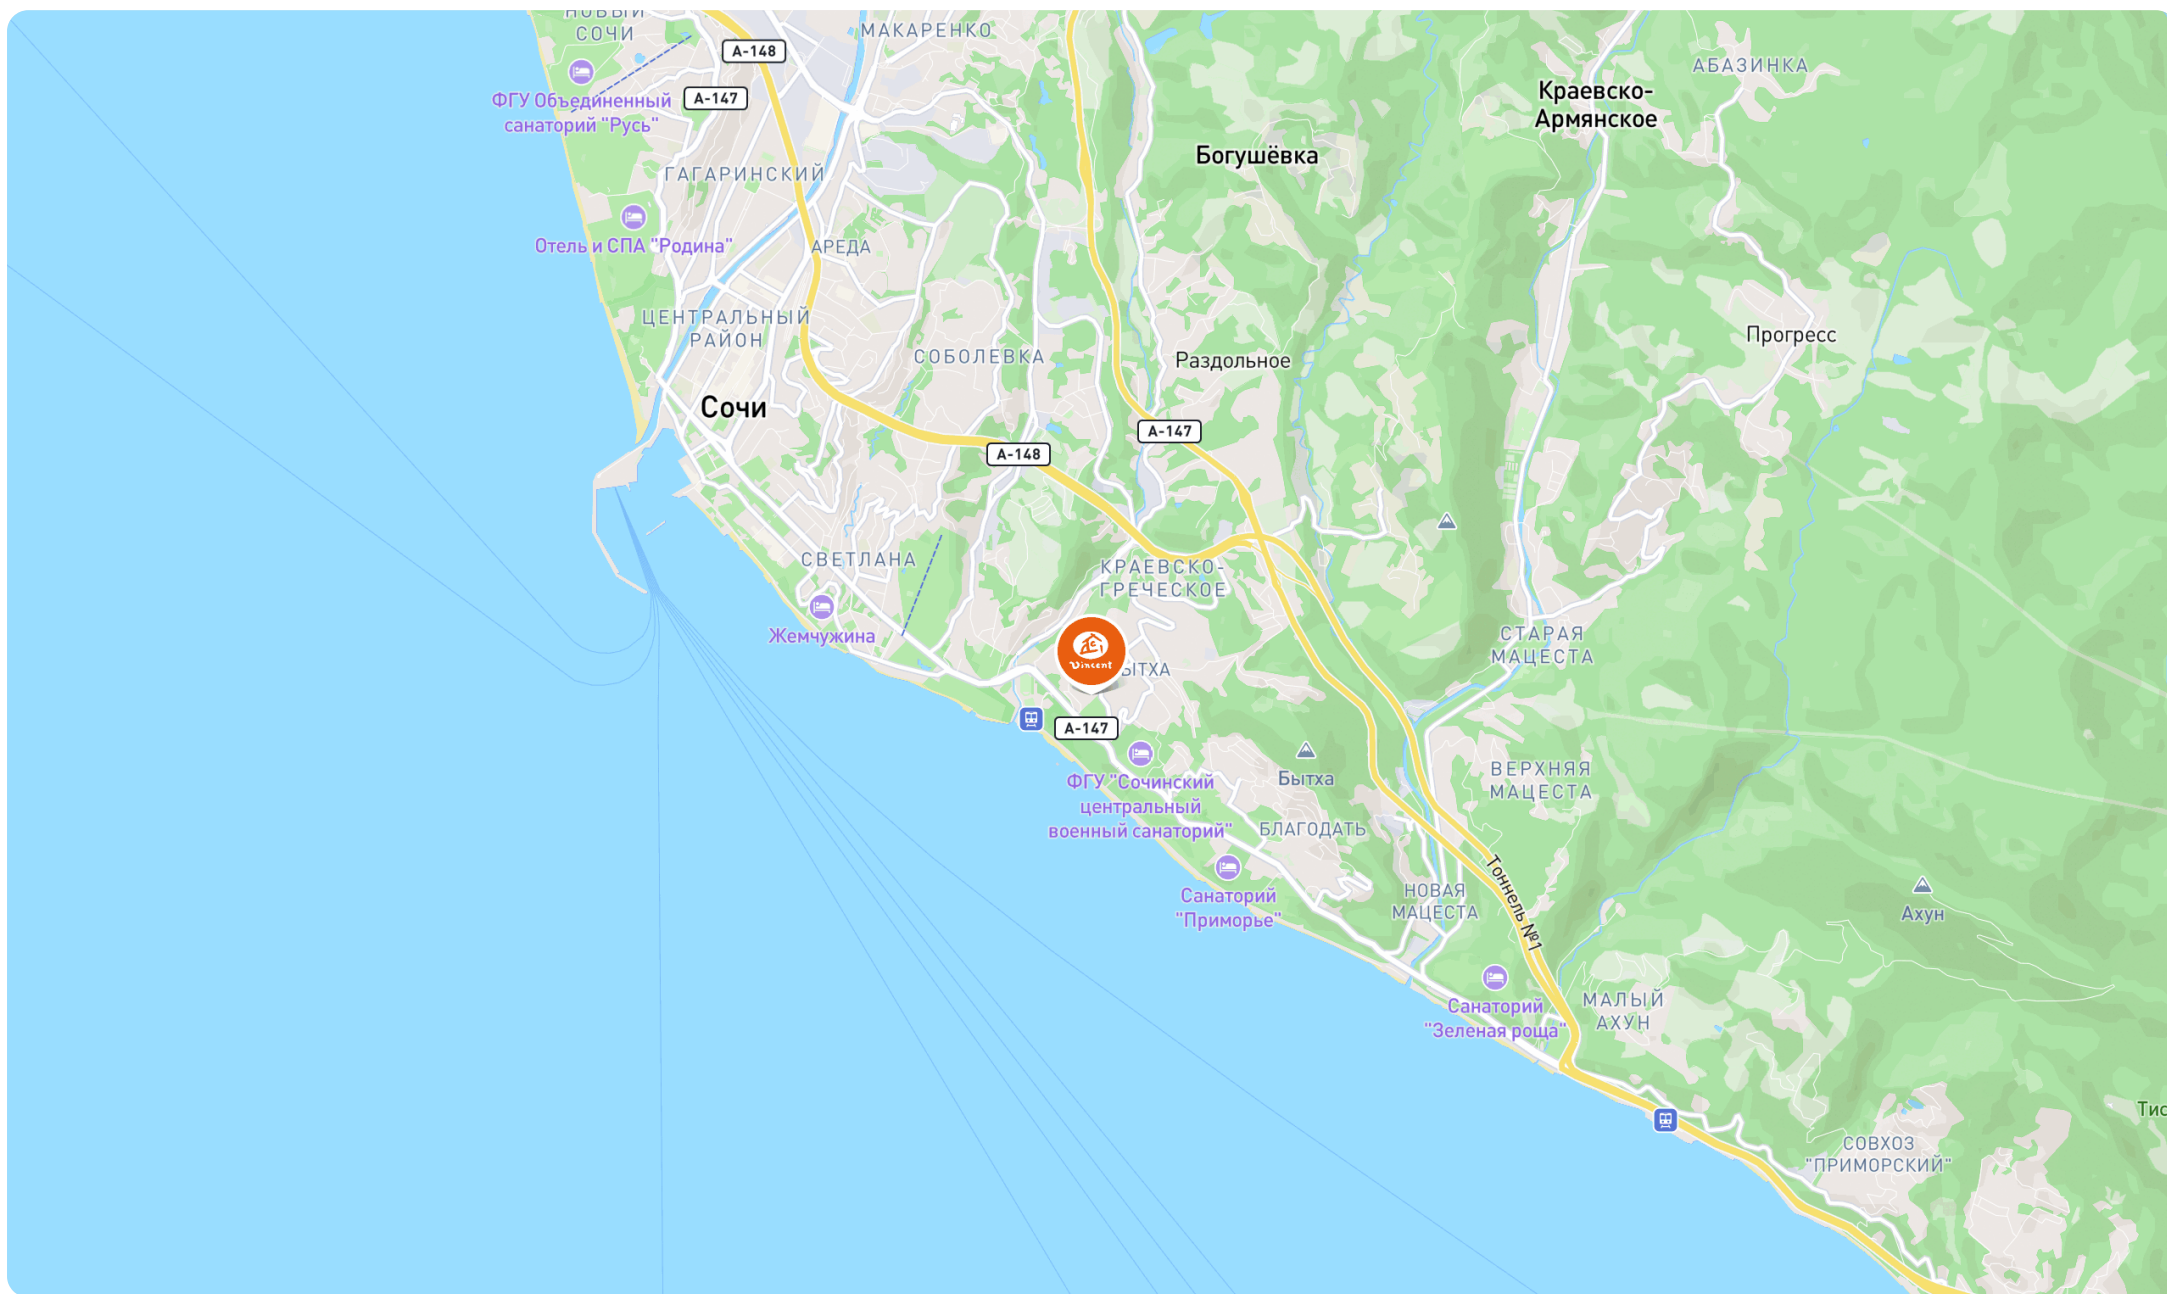 НОВЫЙ
СОЧИ
МАКАРЕНКО
А-148
АБАЗИНКА
ФГУ Объединенный
санаторий "Русь"
А-147
Краевско-
Армянское
Богушёвка
ГАГАРИНСКИЙ
Отель и СПА "Родина"
АРЕДА
ЦЕНТРАЛЬНЫЙ
РАЙОН
СОБОЛЕВКА
Раздольное
Прогресс
Сочи
А-147
А-148
СВЕТЛАНА
КРАЕВСКО-
ГРЕЧЕСКОЕ
Жемчужина
Vincent
ЫТХА
СТАРАЯ
МАЦЕСТА
А-147
ФГУ "Сочинский
центральный
военный санаторий"
Бытха
ВЕРХНЯЯ
МАЦЕСТА
БЛАГОДАТЬ
Тоннель №1
Санаторий
"Приморье"
НОВАЯ
МАЦЕСТА
Ахун
Санаторий
"Зеленая роща"
МАЛЫЙ
АХУН
Тис
СОВХОЗ
"ПРИМОРСКИЙ"